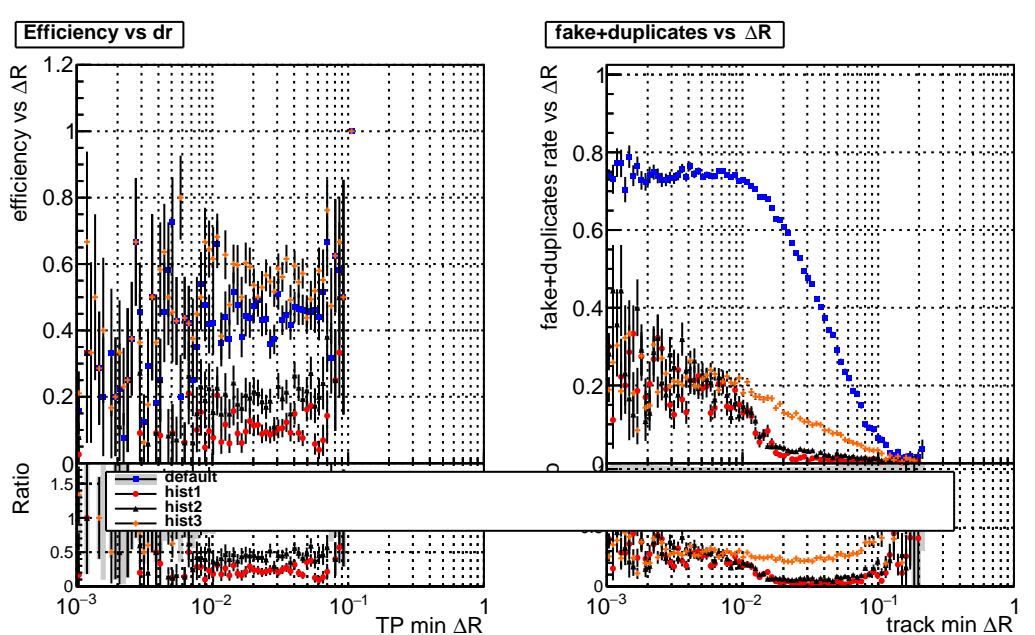 Efficiency vs dr
fake+duplicates vs ΔR
efficiency vs ΔR
1.2
1
0.8
0.6
0.4
0.2
0
fake+duplicates rate vs ΔR
1
0.8
0.6
0.4
0.2
0
Ratio
1.5
1
0.5
0
default
hist1
hist2
hist3
0
10⁻³
10⁻²
10⁻¹
1
TP min ΔR
10⁻³
10⁻²
10⁻¹
1
track min ΔR